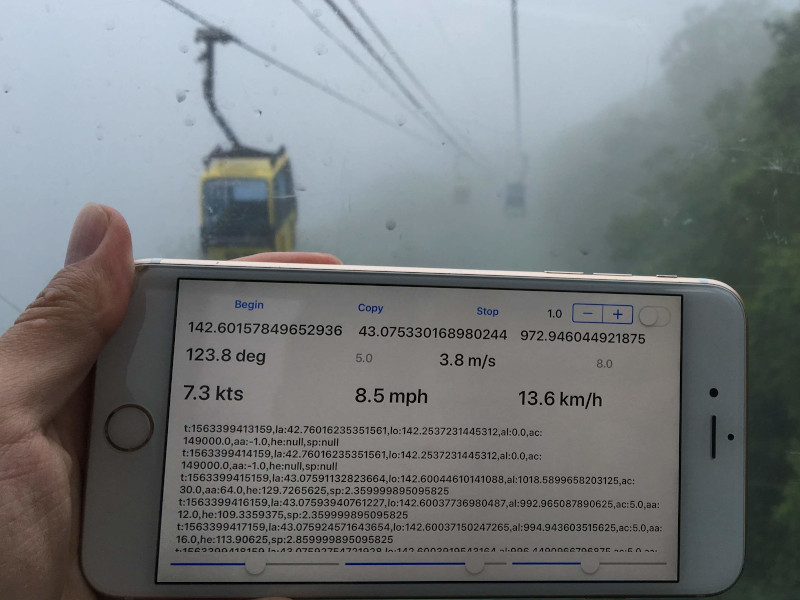 Begin Copy Stop 1.0 − +
142.60157849652936 43.075330168980244 972.946044921875
123.8 deg 5.0 3.8 m/s 8.0
7.3 kts 8.5 mph 13.6 km/h
t:1563399413159,la:42.76016235351561,lo:142.2537231445312,al:0.0,ac:
149000.0,aa:-1.0,he:null,sp:null
t:1563399414159,la:42.76016235351561,lo:142.2537231445312,al:0.0,ac:
149000.0,aa:-1.0,he:null,sp:null
t:1563399415159,la:43.07591132823664,lo:142.60044610141088,al:1018.5899658203125,ac:
30.0,aa:64.0,he:129.7265625,sp:2.359999895095825
t:1563399416159,la:43.07593940761227,lo:142.60037736980487,al:992.965087890625,ac:5.0,aa:
12.0,he:109.3359375,sp:2.359999895095825
t:1563399417159,la:43.075924571643654,lo:142.60037150247265,al:994.943603515625,ac:5.0,aa:
16.0,he:113.90625,sp:2.859999895095825